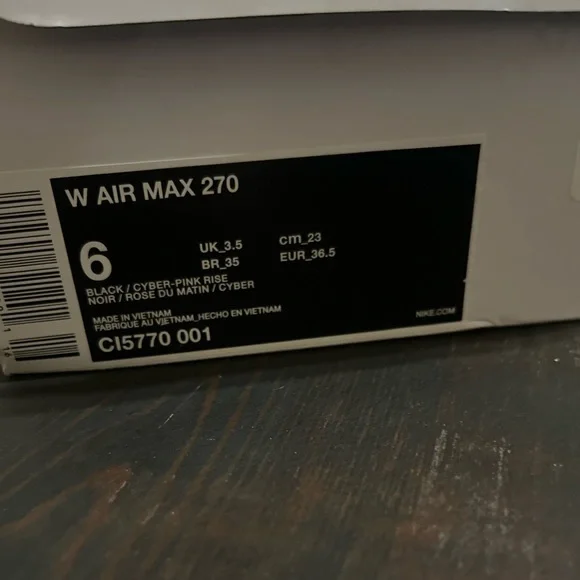 W AIR MAX 270
6
UK_3.5 cm_23
BR_35 EUR_36.5
BLACK / CYBER-PINK RISE
NOIR / ROSE DU MATIN / CYBER
MADE IN VIETNAM
FABRIQUE AU VIETNAM_HECHO EN VIETNAM
CI5770 001
NIKE.COM